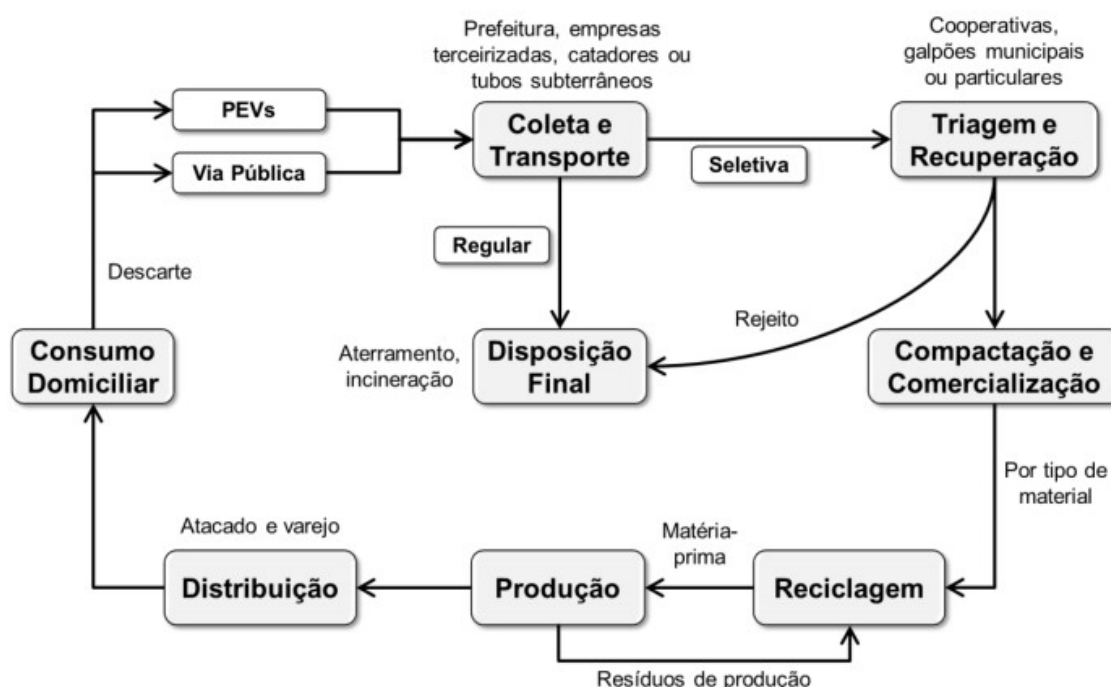 Prefeitura, empresas
terceirizadas, catadores ou
tubos subterrâneos
Cooperativas,
galpões municipais
ou particulares
PEVs
Via Pública
Coleta e
Transporte
Seletiva
Triagem e
Recuperação
Regular
Descarte
Rejeito
Consumo
Domiciliar
Aterramento,
incineração
Disposição
Final
Compactação e
Comercialização
Por tipo de
material
Atacado e varejo
Matéria-
prima
Distribuição
Produção
Reciclagem
Resíduos de produção